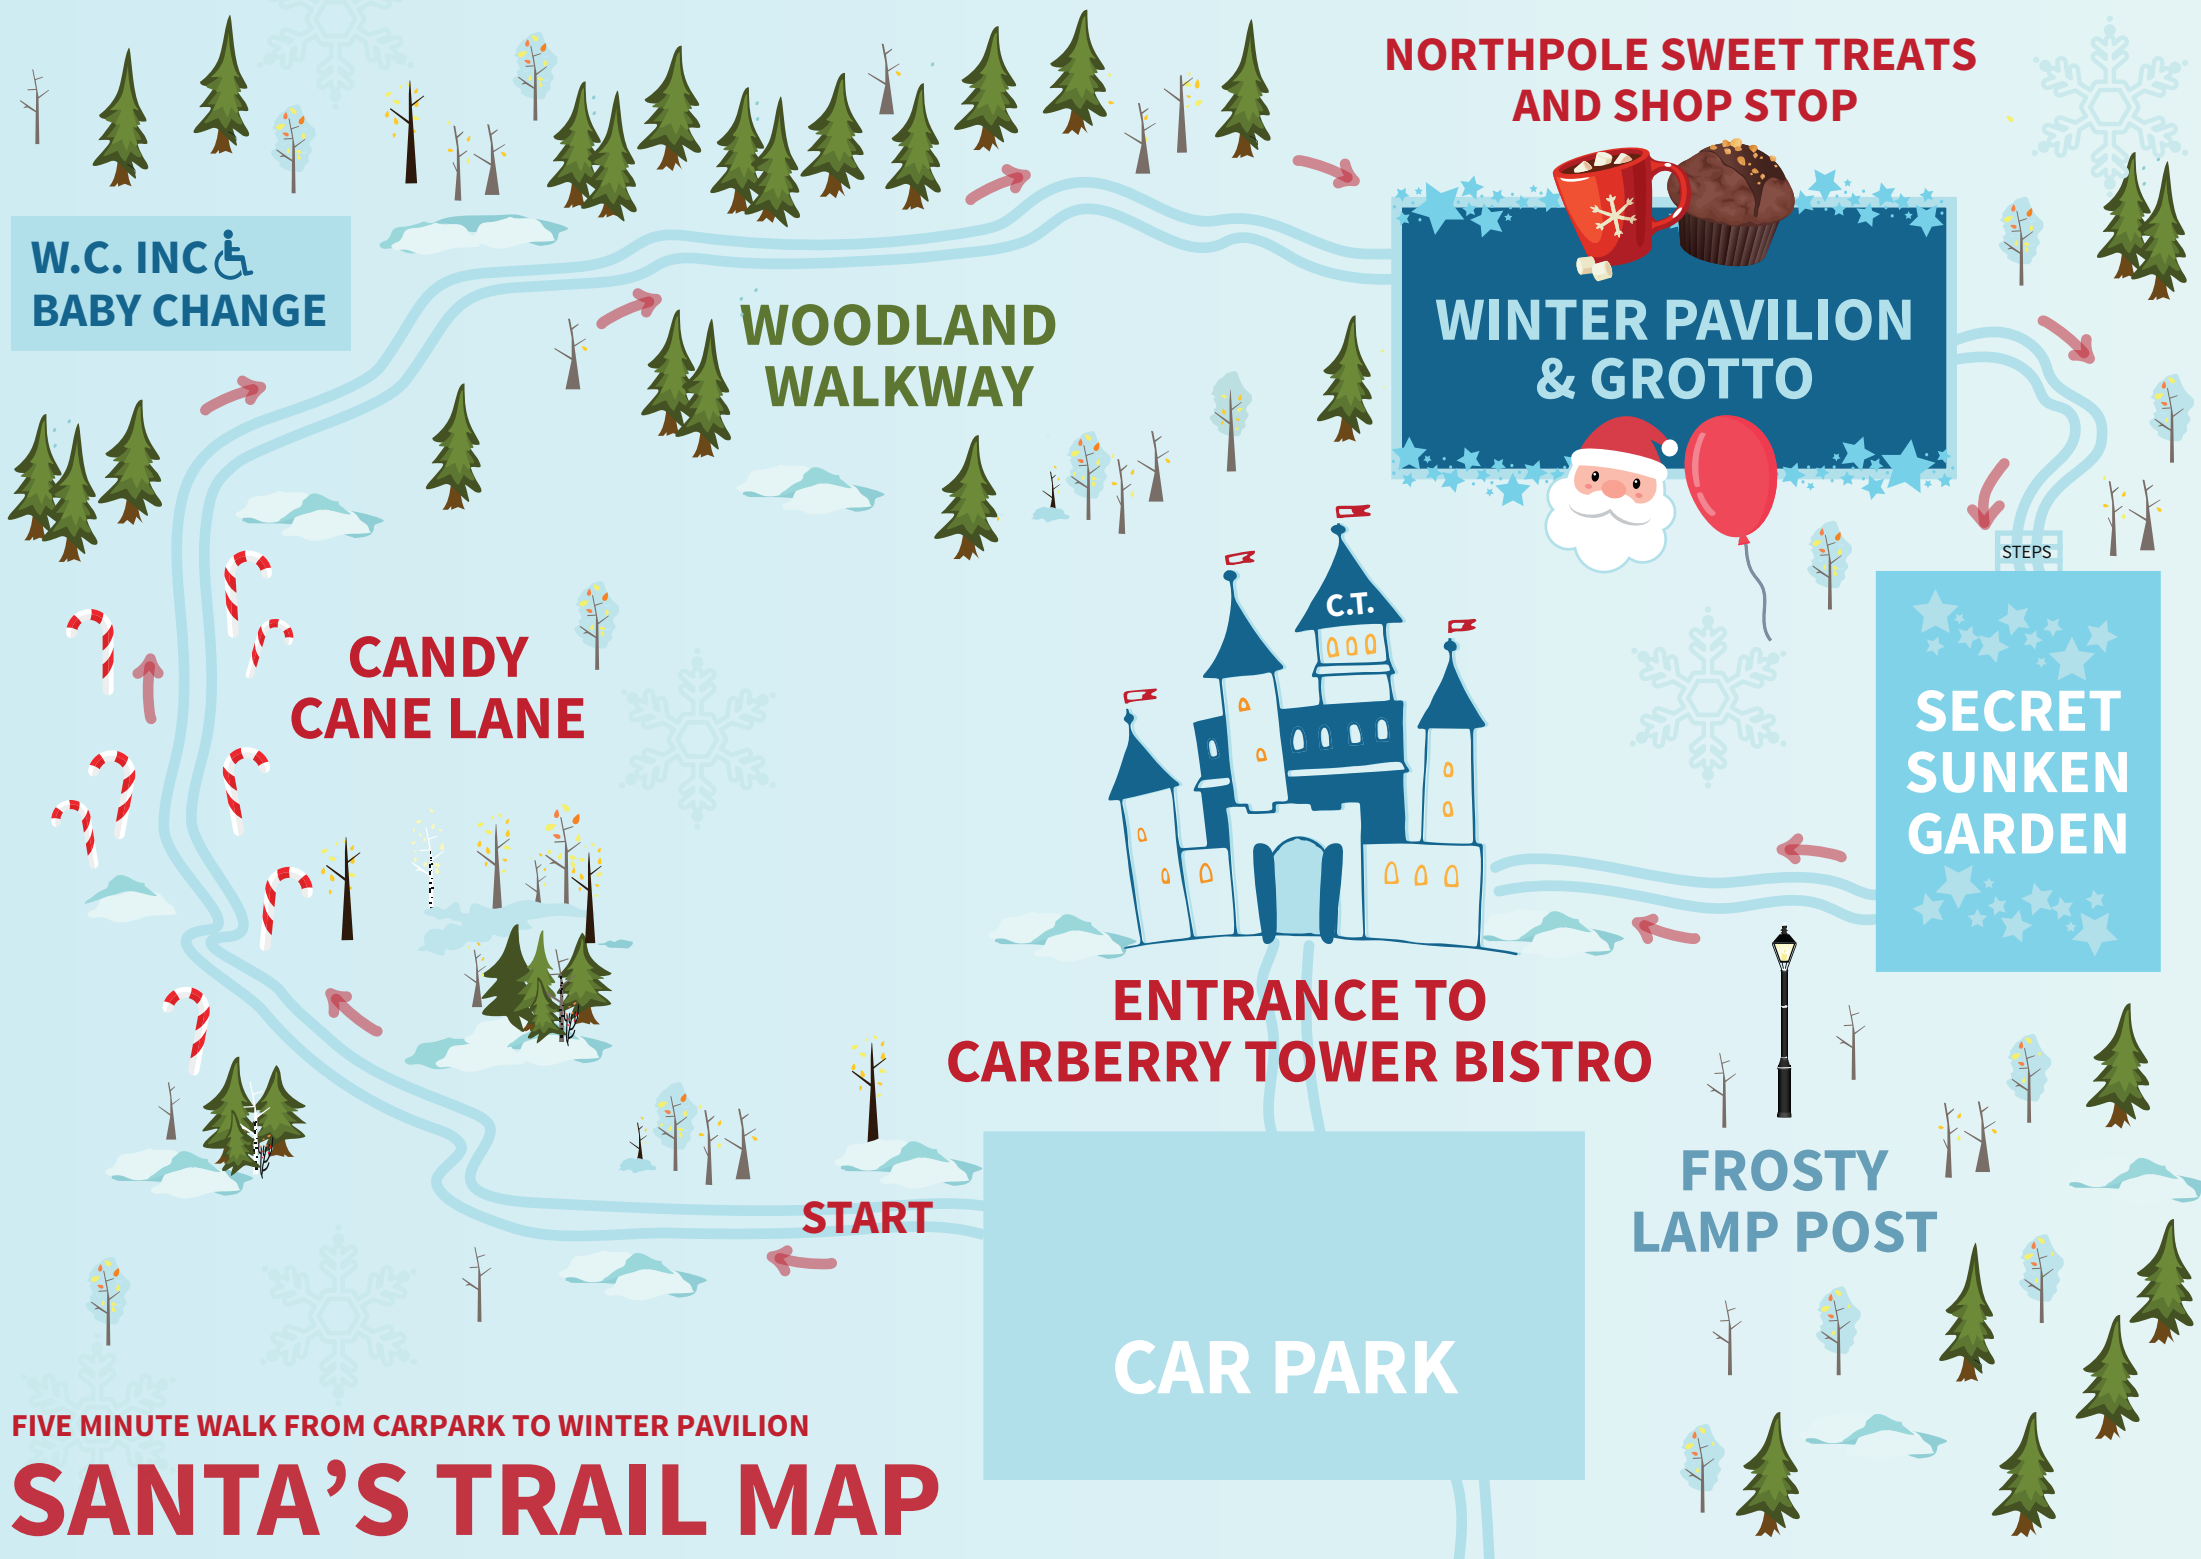 NORTHPOLE SWEET TREATS
AND SHOP STOP
W.C. INC
BABY CHANGE
WOODLAND
WALKWAY
WINTER PAVILION
& GROTTO
STEPS
C.T.
CANDY
CANE LANE
SECRET
SUNKEN
GARDEN
ENTRANCE TO
CARBERRY TOWER BISTRO
FROSTY
LAMP POST
START
CAR PARK
FIVE MINUTE WALK FROM CARPARK TO WINTER PAVILION
SANTA'S TRAIL MAP